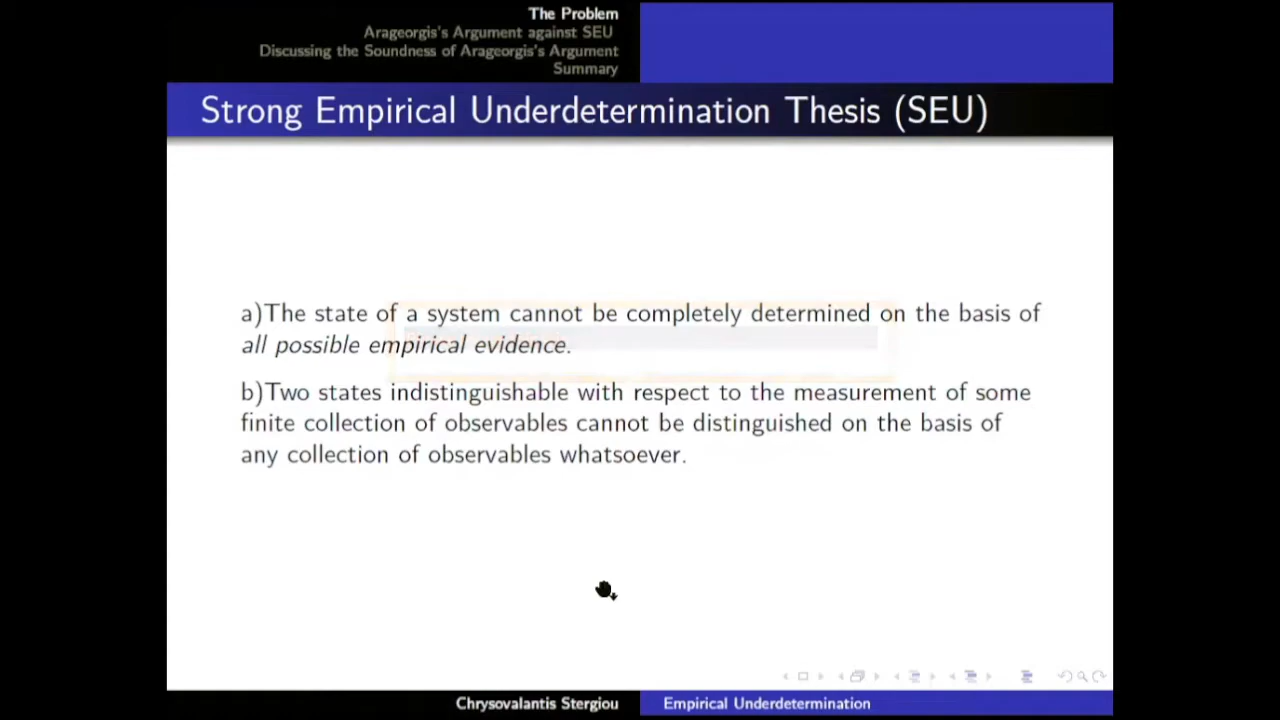 The Problem
Arageorgis's Argument against SEU
Discussing the Soundness of Arageorgis's Argument
Summary
Strong Empirical Underdetermination Thesis (SEU)
a)The state of a system cannot be completely determined on the basis of
all possible empirical evidence.
b)Two states indistinguishable with respect to the measurement of some
finite collection of observables cannot be distinguished on the basis of
any collection of observables whatsoever.
Chrysovalantis Stergiou
Empirical Underdetermination